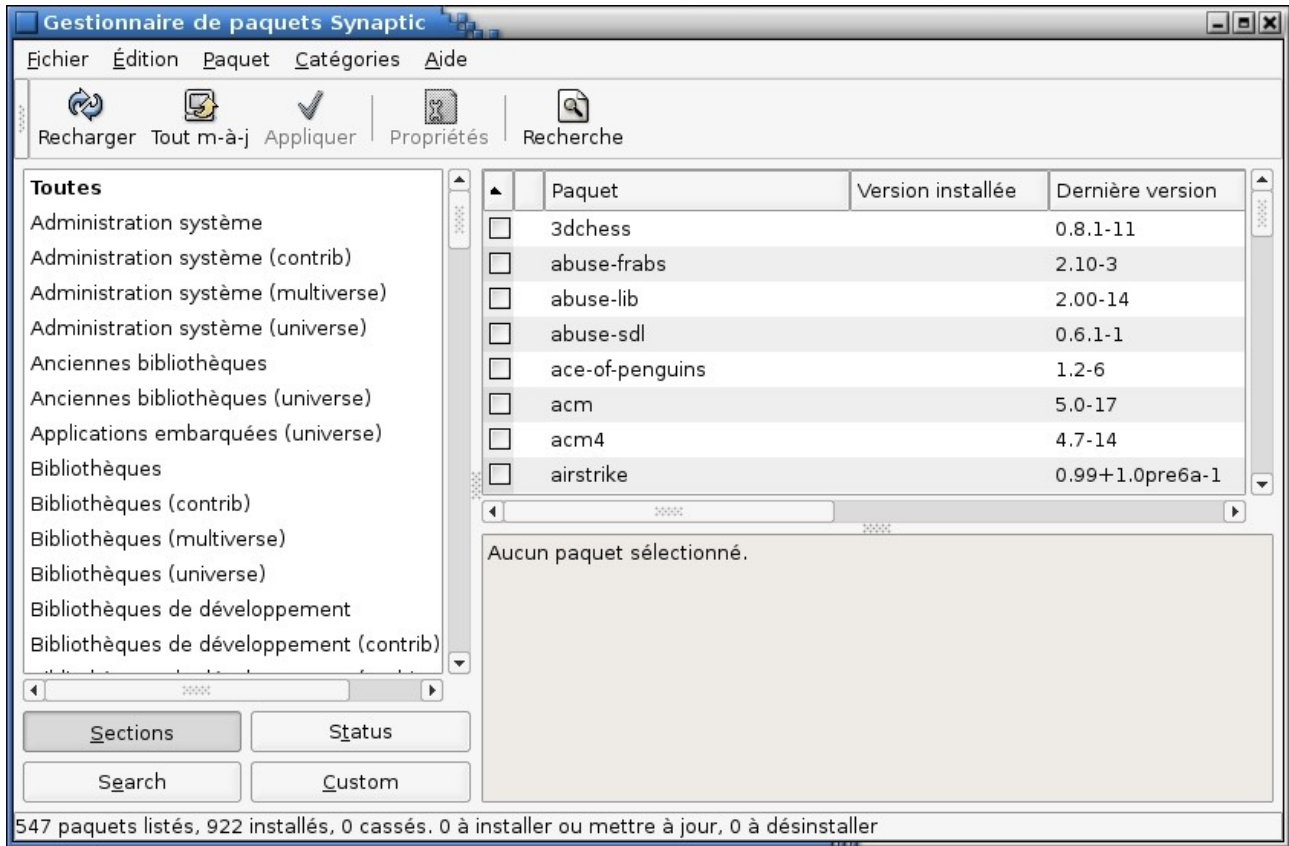 Gestionnaire de paquets Synaptic
Fichier Édition Paquet Catégories Aide
Recharger Tout m-à-j Appliquer Propriétés Recherche
Toutes
Administration système
Administration système (contrib)
Administration système (multiverse)
Administration système (universe)
Anciennes bibliothèques
Anciennes bibliothèques (universe)
Applications embarquées (universe)
Bibliothèques
Bibliothèques (contrib)
Bibliothèques (multiverse)
Bibliothèques (universe)
Bibliothèques de développement
Bibliothèques de développement (contrib)
Sections Status
Search Custom
Paquet Version installée Dernière version
3dchess 0.8.1-11
abuse-frabs 2.10-3
abuse-lib 2.00-14
abuse-sdl 0.6.1-1
ace-of-penguins 1.2-6
acm 5.0-17
acm4 4.7-14
airstrike 0.99+1.0pre6a-1
Aucun paquet sélectionné.
547 paquets listés, 922 installés, 0 cassés. 0 à installer ou mettre à jour, 0 à désinstaller